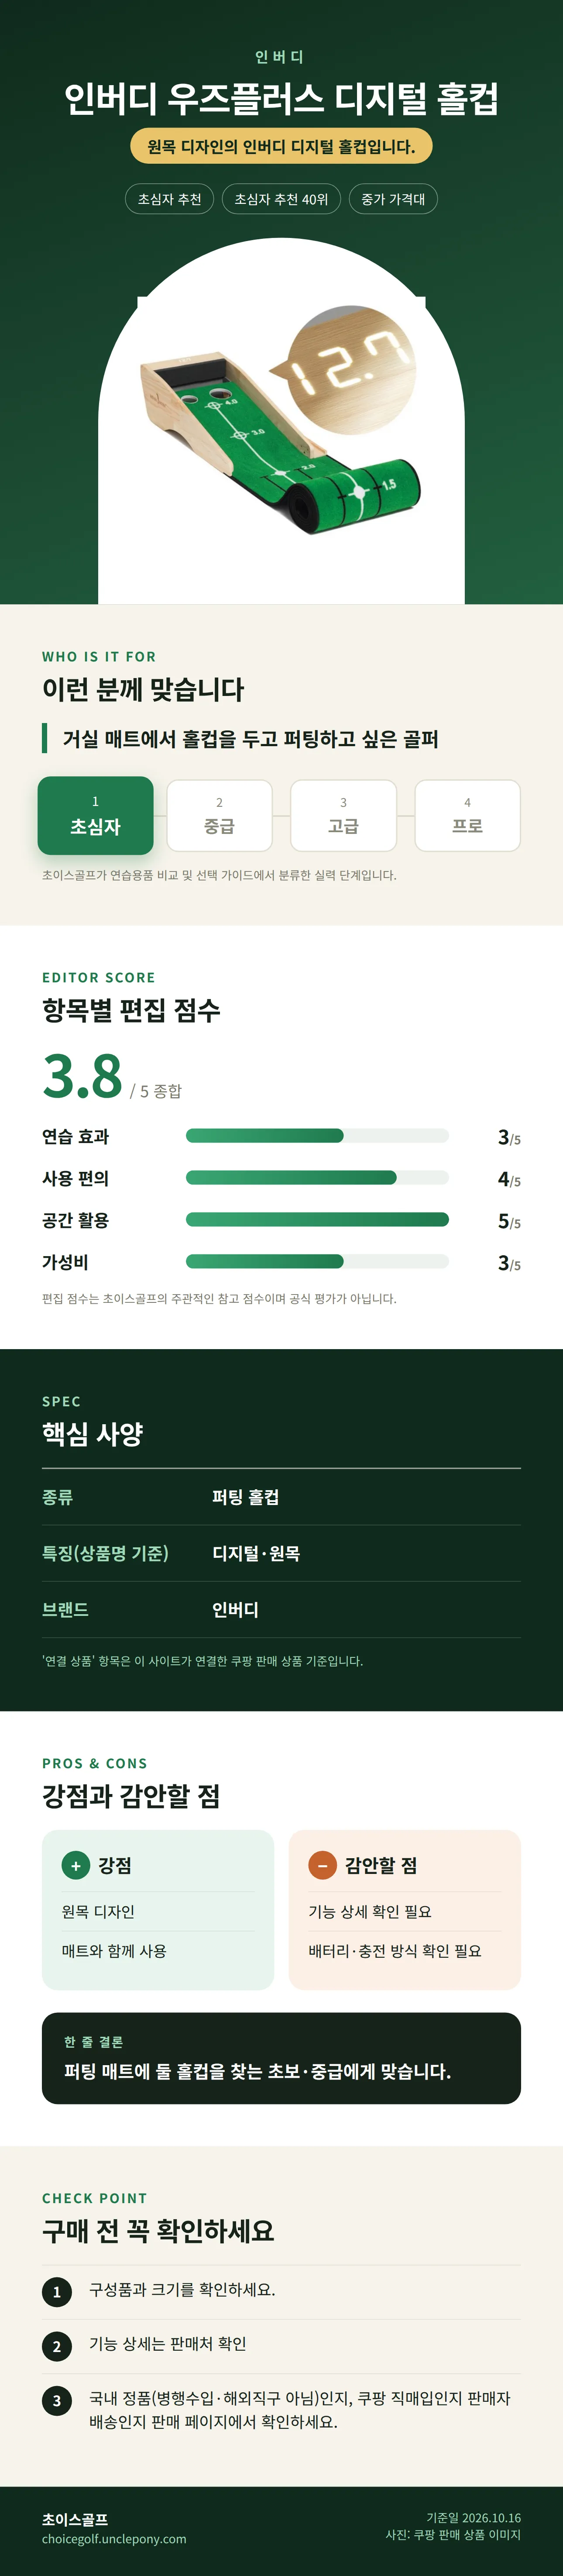 인버디
인버디 우즈플러스 디지털 홀컵
원목 디자인의 인버디 디지털 홀컵입니다.
초심자 추천
초심자 추천 40위
중가 가격대
12.7
4.0
3.0
2.0
1.5
WHO IS IT FOR
이런 분께 맞습니다
거실 매트에서 홀컵을 두고 퍼팅하고 싶은 골퍼
1
초심자
2
중급
3
고급
4
프로
초이스골프가 연습용품 비교 및 선택 가이드에서 분류한 실력 단계입니다.
EDITOR SCORE
항목별 편집 점수
3.8 / 5 종합
연습 효과 3/5
사용 편의 4/5
공간 활용 5/5
가성비 3/5
편집 점수는 초이스골프의 주관적인 참고 점수이며 공식 평가가 아닙니다.
SPEC
핵심 사양
종류 퍼팅 홀컵
특징(상품명 기준) 디지털·원목
브랜드 인버디
'연결 상품' 항목은 이 사이트가 연결한 쿠팡 판매 상품 기준입니다.
PROS & CONS
강점과 감안할 점
+ 강점
원목 디자인
매트와 함께 사용
− 감안할 점
기능 상세 확인 필요
배터리·충전 방식 확인 필요
한 줄 결론
퍼팅 매트에 둘 홀컵을 찾는 초보·중급에게 맞습니다.
CHECK POINT
구매 전 꼭 확인하세요
1 구성품과 크기를 확인하세요.
2 기능 상세는 판매처 확인
3 국내 정품(병행수입·해외직구 아님)인지, 쿠팡 직매입인지 판매자
배송인지 판매 페이지에서 확인하세요.
초이스골프
choicegolf.unclepony.com
기준일 2026.10.16
사진: 쿠팡 판매 상품 이미지